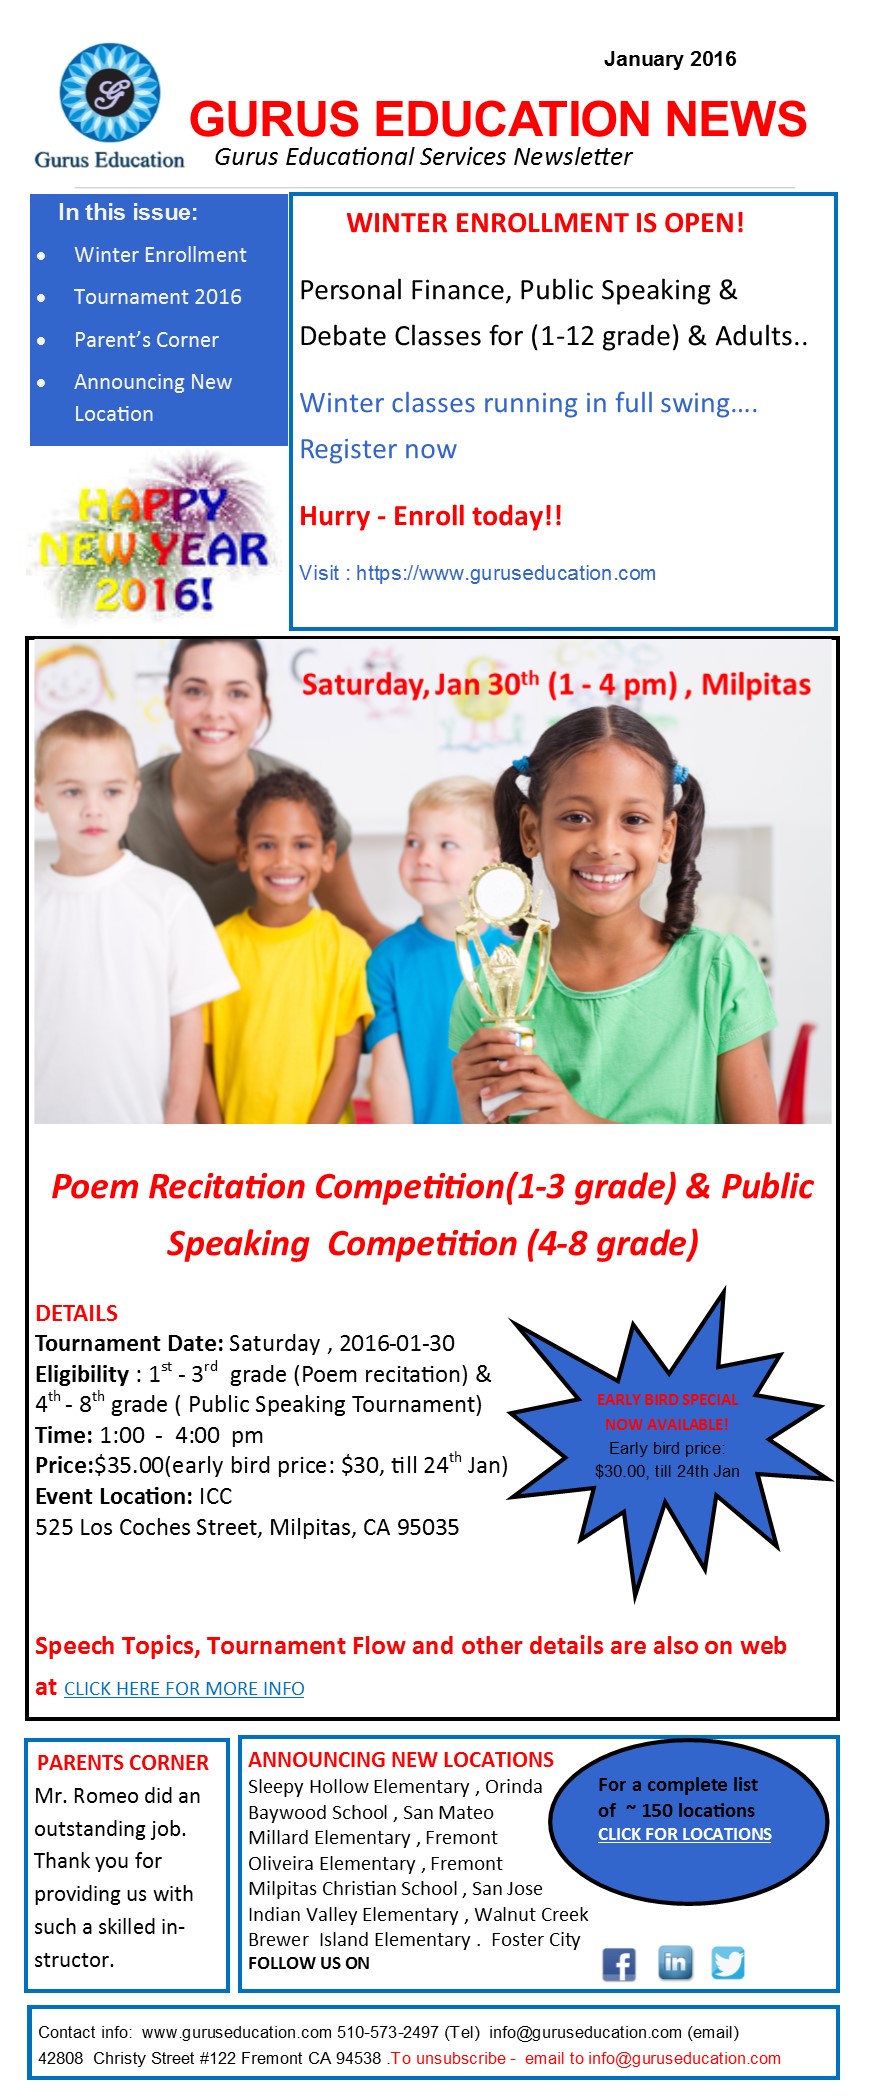 January 2016
GURUS EDUCATION NEWS
Gurus Education
Gurus Educational Services Newsletter
In this issue:
• Winter Enrollment
• Tournament 2016
• Parent's Corner
• Announcing New
Location
HAPPY
NEW YEAR
2016!
WINTER ENROLLMENT IS OPEN!
Personal Finance, Public Speaking &
Debate Classes for (1-12 grade) & Adults..
Winter classes running in full swing....
Register now
Hurry - Enroll today!!
Visit : https://www.guruseducation.com
Saturday, Jan 30th (1 - 4 pm) , Milpitas
Poem Recitation Competition(1-3 grade) & Public
Speaking Competition (4-8 grade)
DETAILS
Tournament Date: Saturday , 2016-01-30
Eligibility : 1st - 3rd grade (Poem recitation) &
4th - 8th grade ( Public Speaking Tournament)
Time: 1:00 - 4:00 pm
Price:$35.00(early bird price: $30, till 24th Jan)
Event Location: ICC
525 Los Coches Street, Milpitas, CA 95035
EARLY BIRD SPECIAL
NOW AVAILABLE!
Early bird price:
$30.00, till 24th Jan
Speech Topics, Tournament Flow and other details are also on web
at CLICK HERE FOR MORE INFO
PARENTS CORNER
Mr. Romeo did an
outstanding job.
Thank you for
providing us with
such a skilled in-
structor.
ANNOUNCING NEW LOCATIONS
Sleepy Hollow Elementary , Orinda
Baywood School , San Mateo
Millard Elementary , Fremont
Oliveira Elementary , Fremont
Milpitas Christian School , San Jose
Indian Valley Elementary , Walnut Creek
Brewer Island Elementary . Foster City
FOLLOW US ON
For a complete list
of ~ 150 locations
CLICK FOR LOCATIONS
Contact info: www.guruseducation.com 510-573-2497 (Tel) info@guruseducation.com (email)
42808 Christy Street #122 Fremont CA 94538 .To unsubscribe - email to info@guruseducation.com